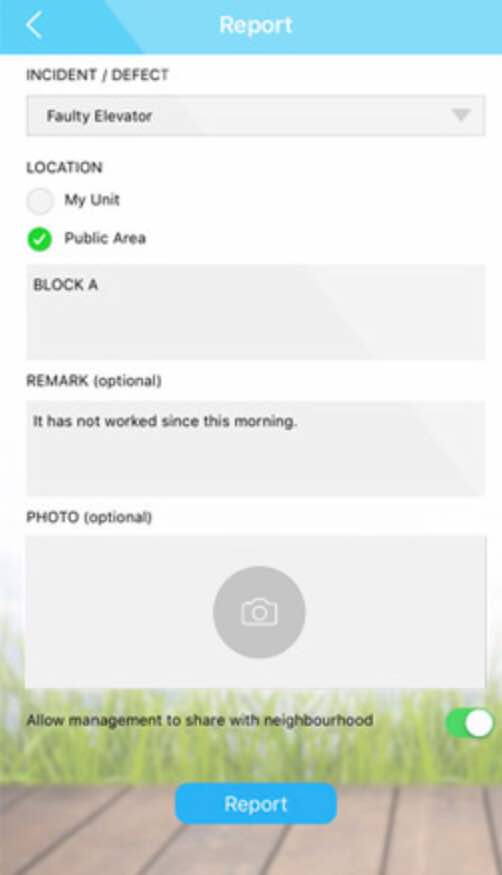 Report
INCIDENT / DEFECT
Faulty Elevator
LOCATION
My Unit
Public Area
BLOCK A
REMARK (optional)
It has not worked since this morning.
PHOTO (optional)
Allow management to share with neighbourhood
Report